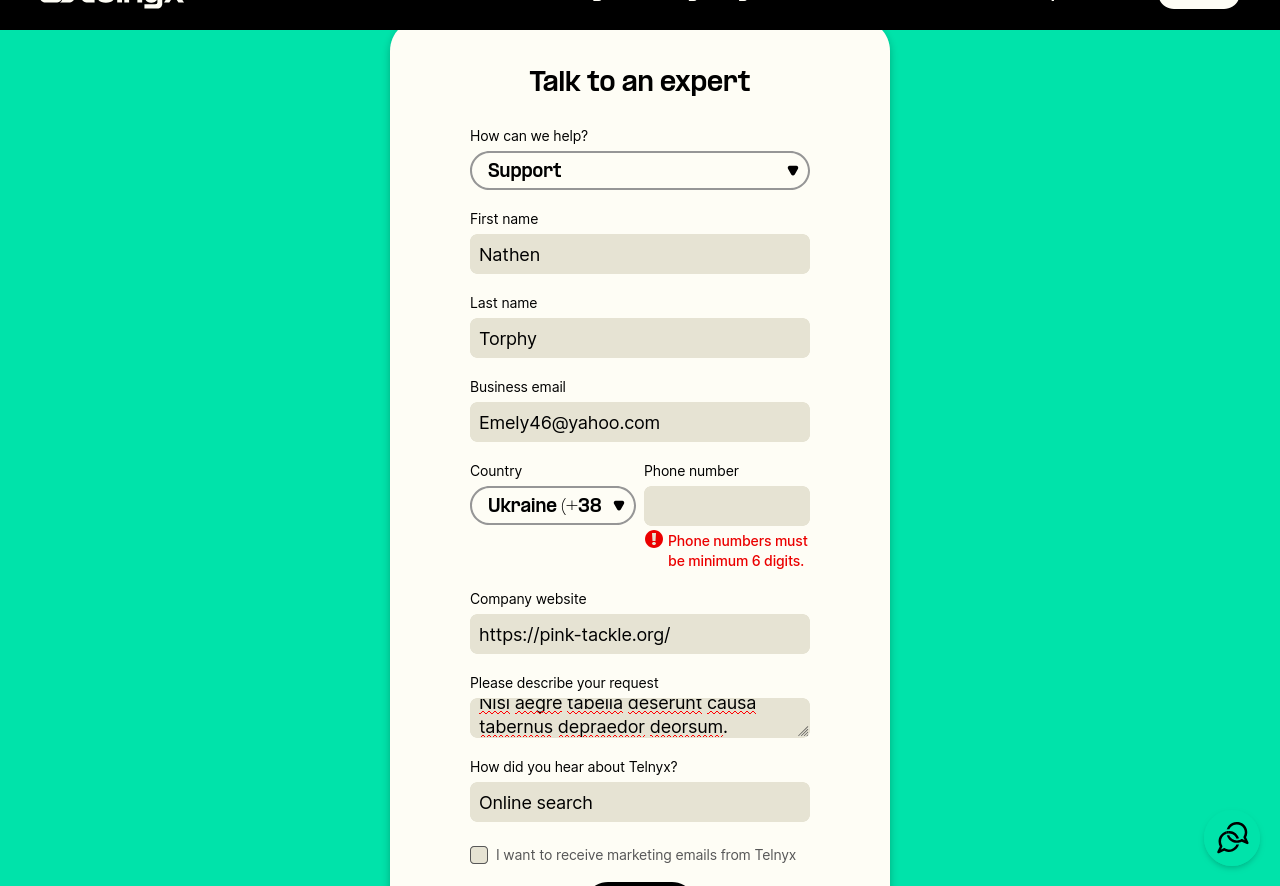 Talk to an expert
How can we help?
Support
First name
Nathen
Last name
Torphy
Business email
Emely46@yahoo.com
Country
Phone number
Ukraine (+38
Phone numbers must
be minimum 6 digits.
Company website
https://pink-tackle.org/
Please describe your request
Nisi aegre tabella deserunt causa
tabernus depraedor deorsum.
How did you hear about Telnyx?
Online search
I want to receive marketing emails from Telnyx